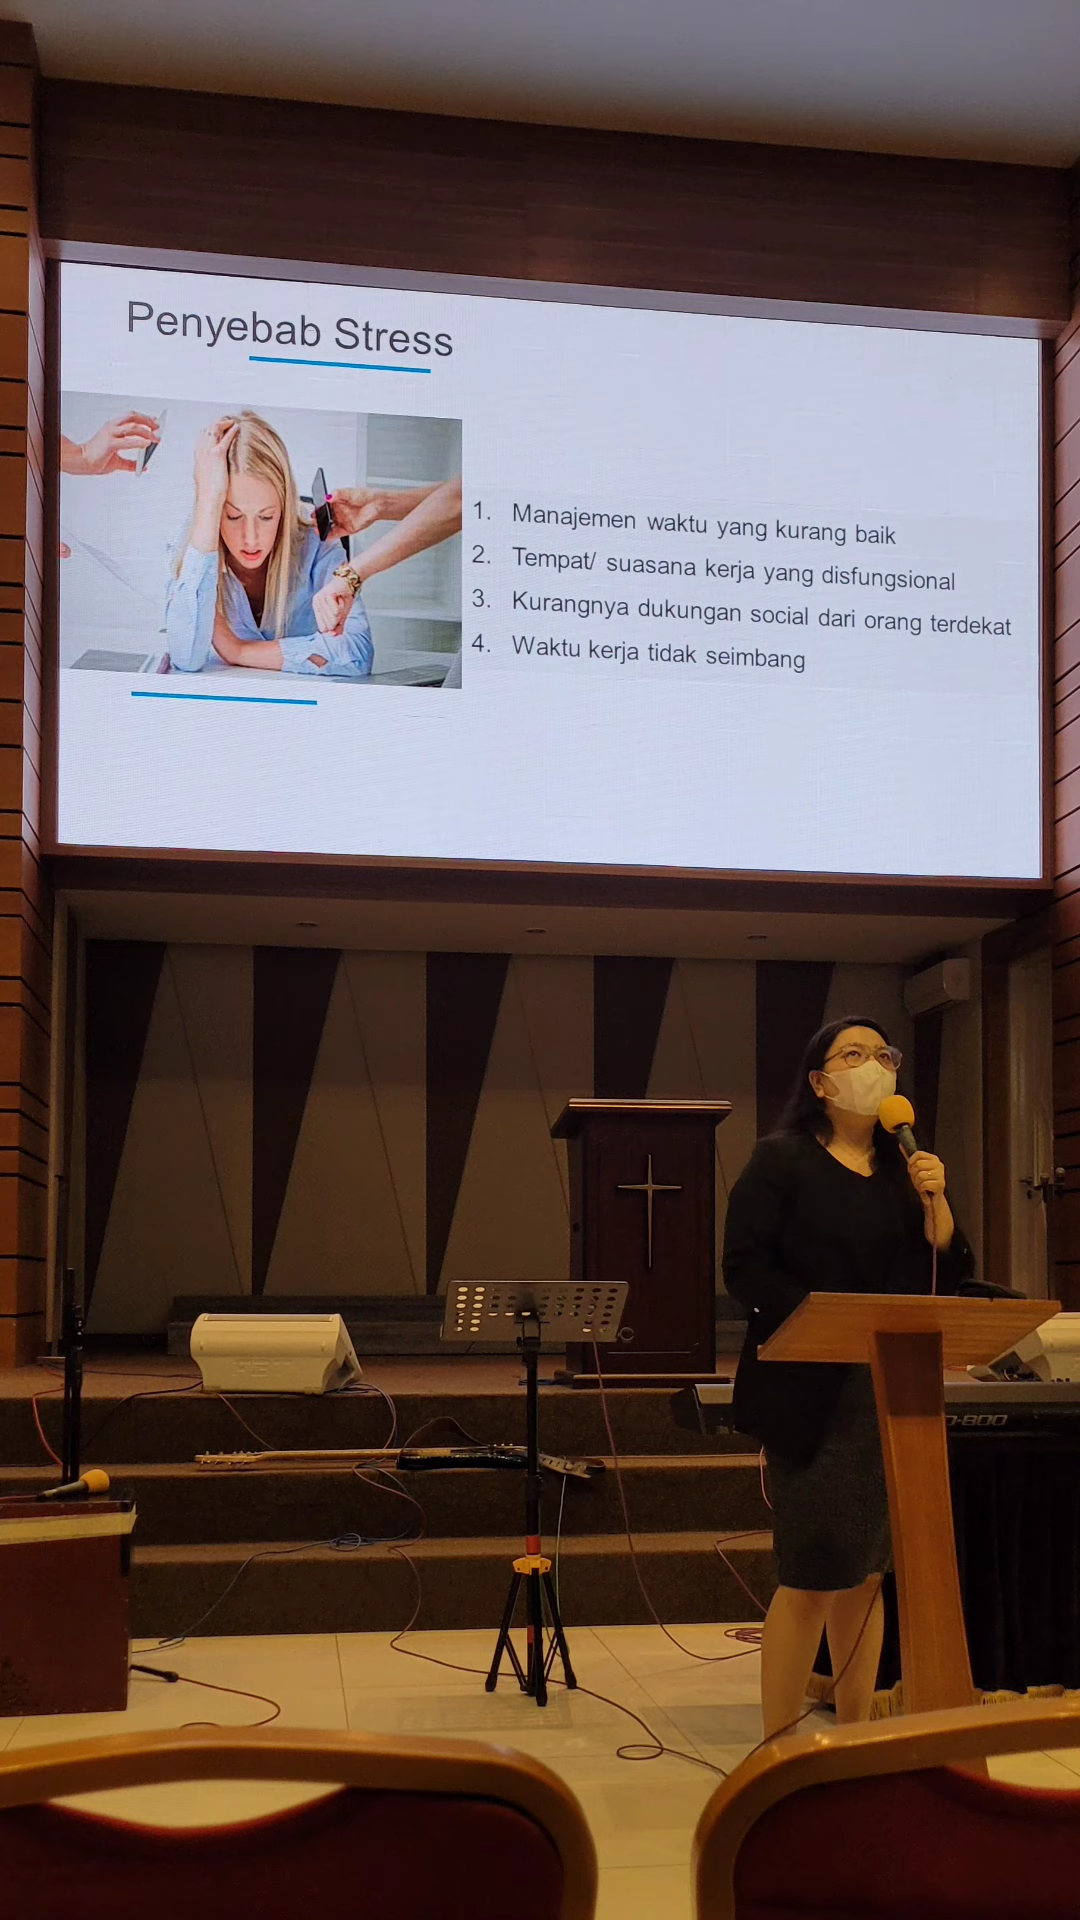 Penyebab Stress
1. Manajemen waktu yang kurang baik
2. Tempat/ suasana kerja yang disfungsional
3. Kurangnya dukungan social dari orang terdekat
4. Waktu kerja tidak seimbang